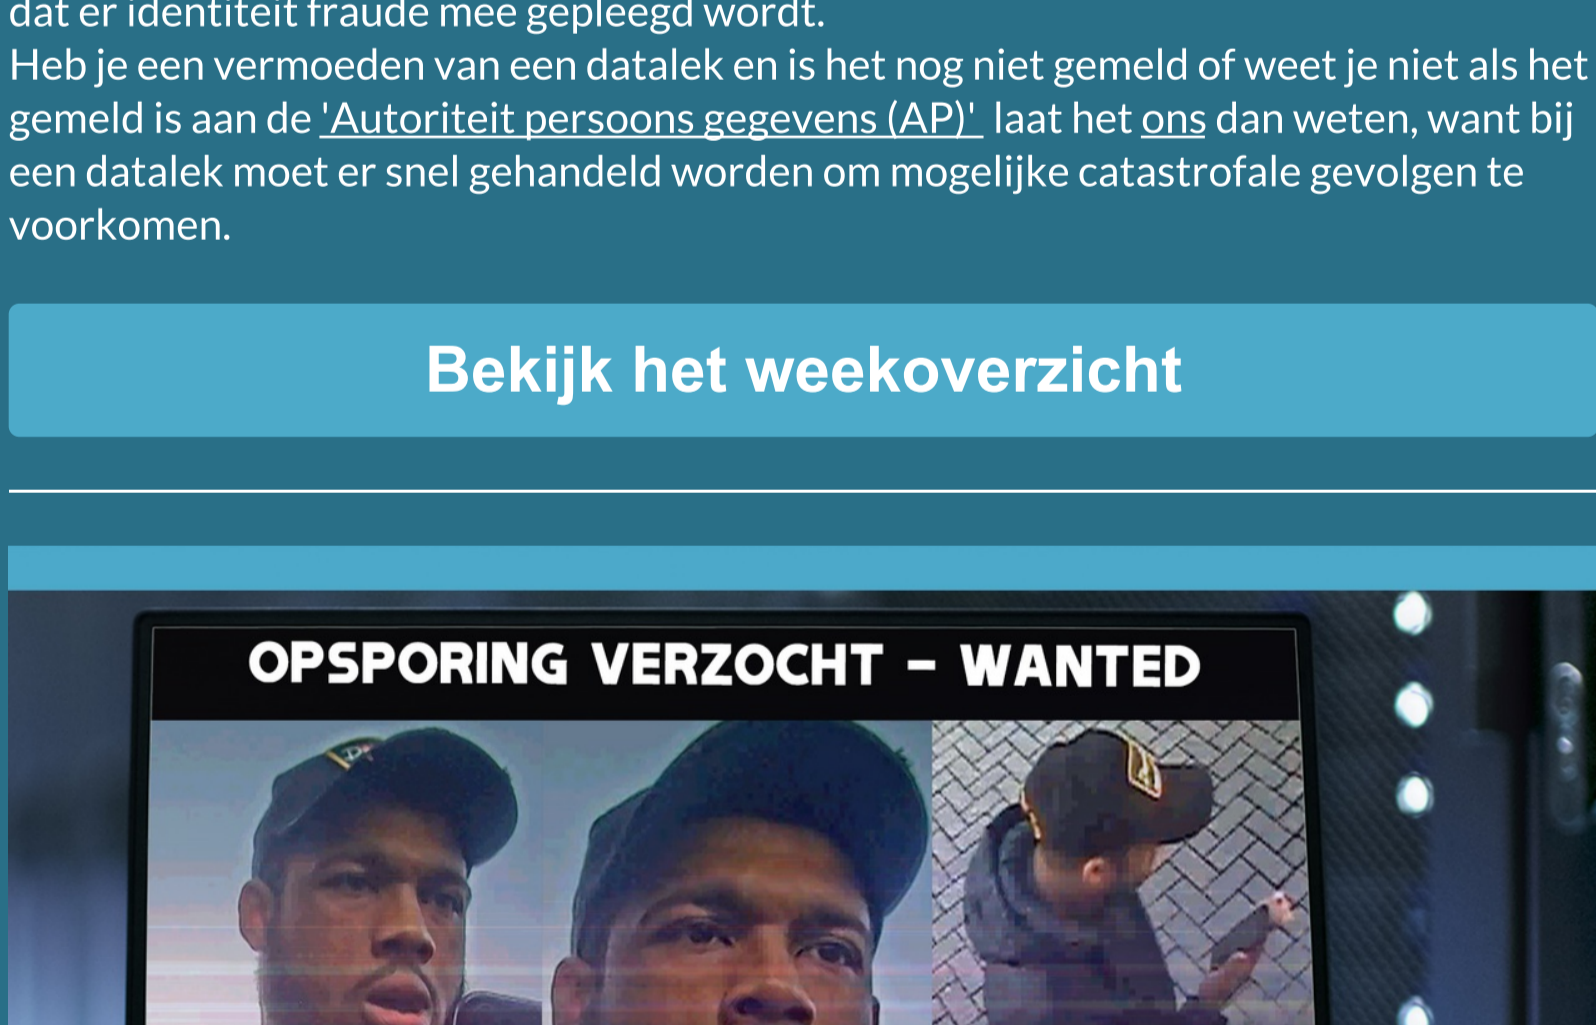 dat er identiteit fraude mee gepleegd wordt.
Heb je een vermoeden van een datalek en is het nog niet gemeld of weet je niet als het
gemeld is aan de 'Autoriteit persoons gegevens (AP)' laat het ons dan weten, want bij
een datalek moet er snel gehandeld worden om mogelijke catastrofale gevolgen te
voorkomen.
Bekijk het weekoverzicht
OPSPORING VERZOCHT – WANTED